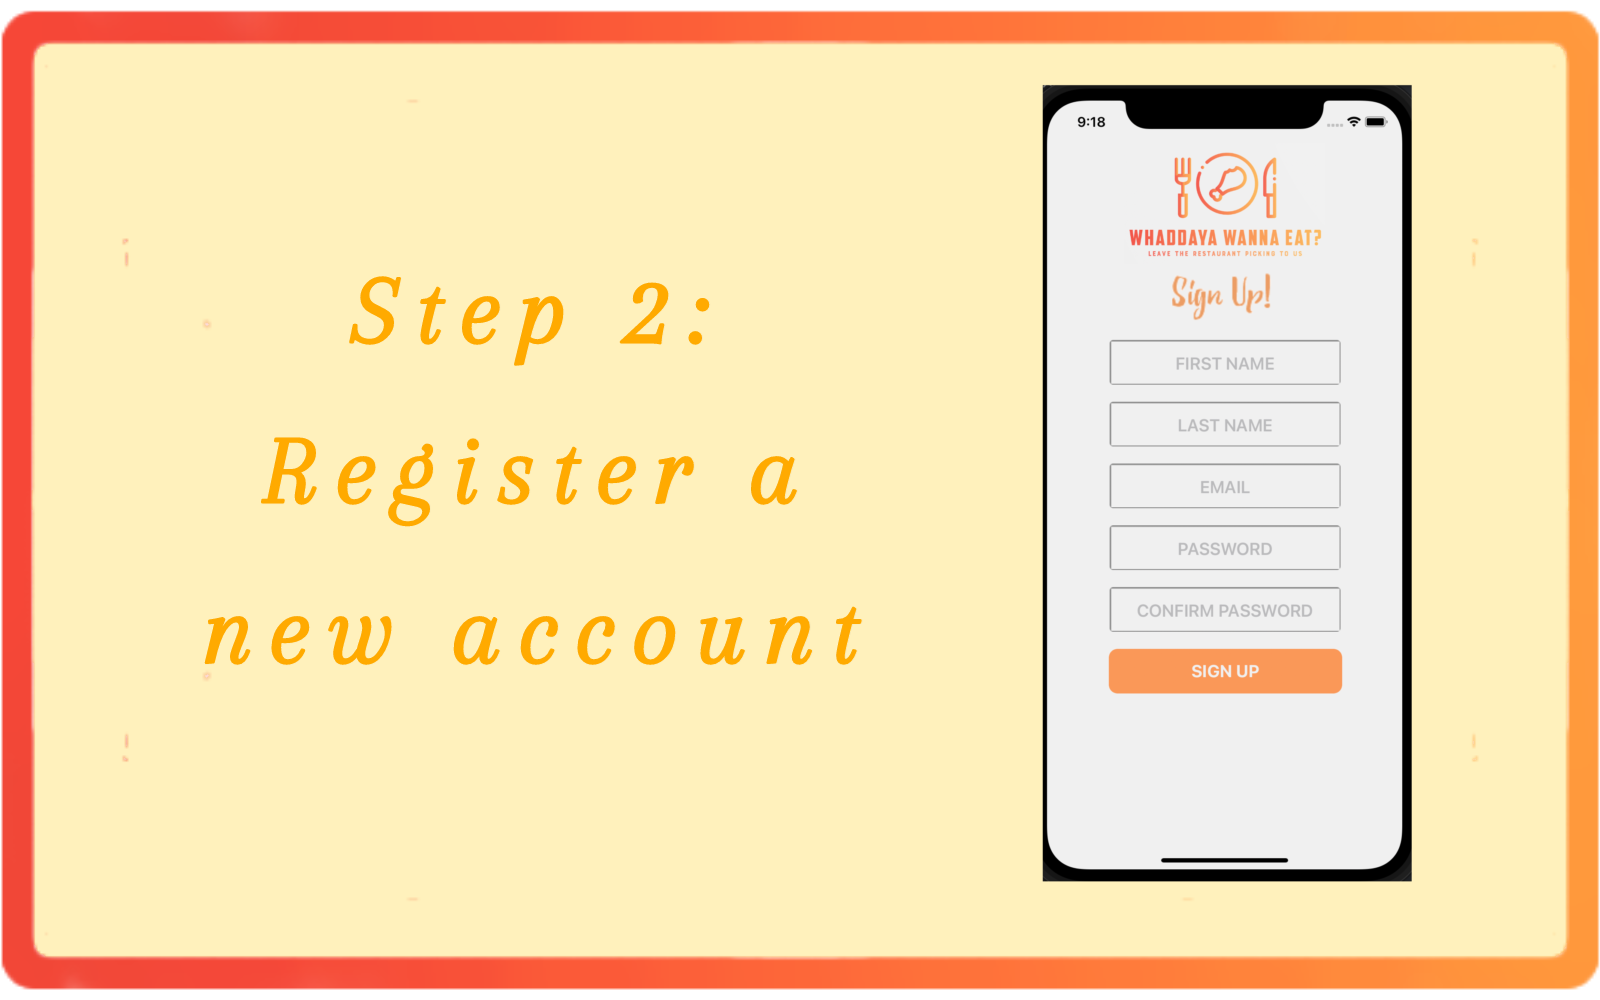 Step 2:
Register a
new account
9:18
WHADDAYA WANNA EAT?
LEAVE THE RESTAURANT PICKING TO US
Sign Up!
FIRST NAME
LAST NAME
EMAIL
PASSWORD
CONFIRM PASSWORD
SIGN UP